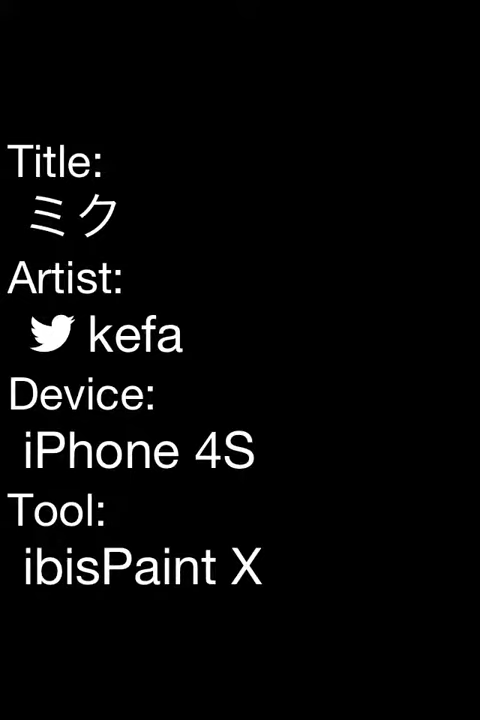 Title:
ミク
Artist:
kefa
Device:
iPhone 4S
Tool:
ibisPaint X